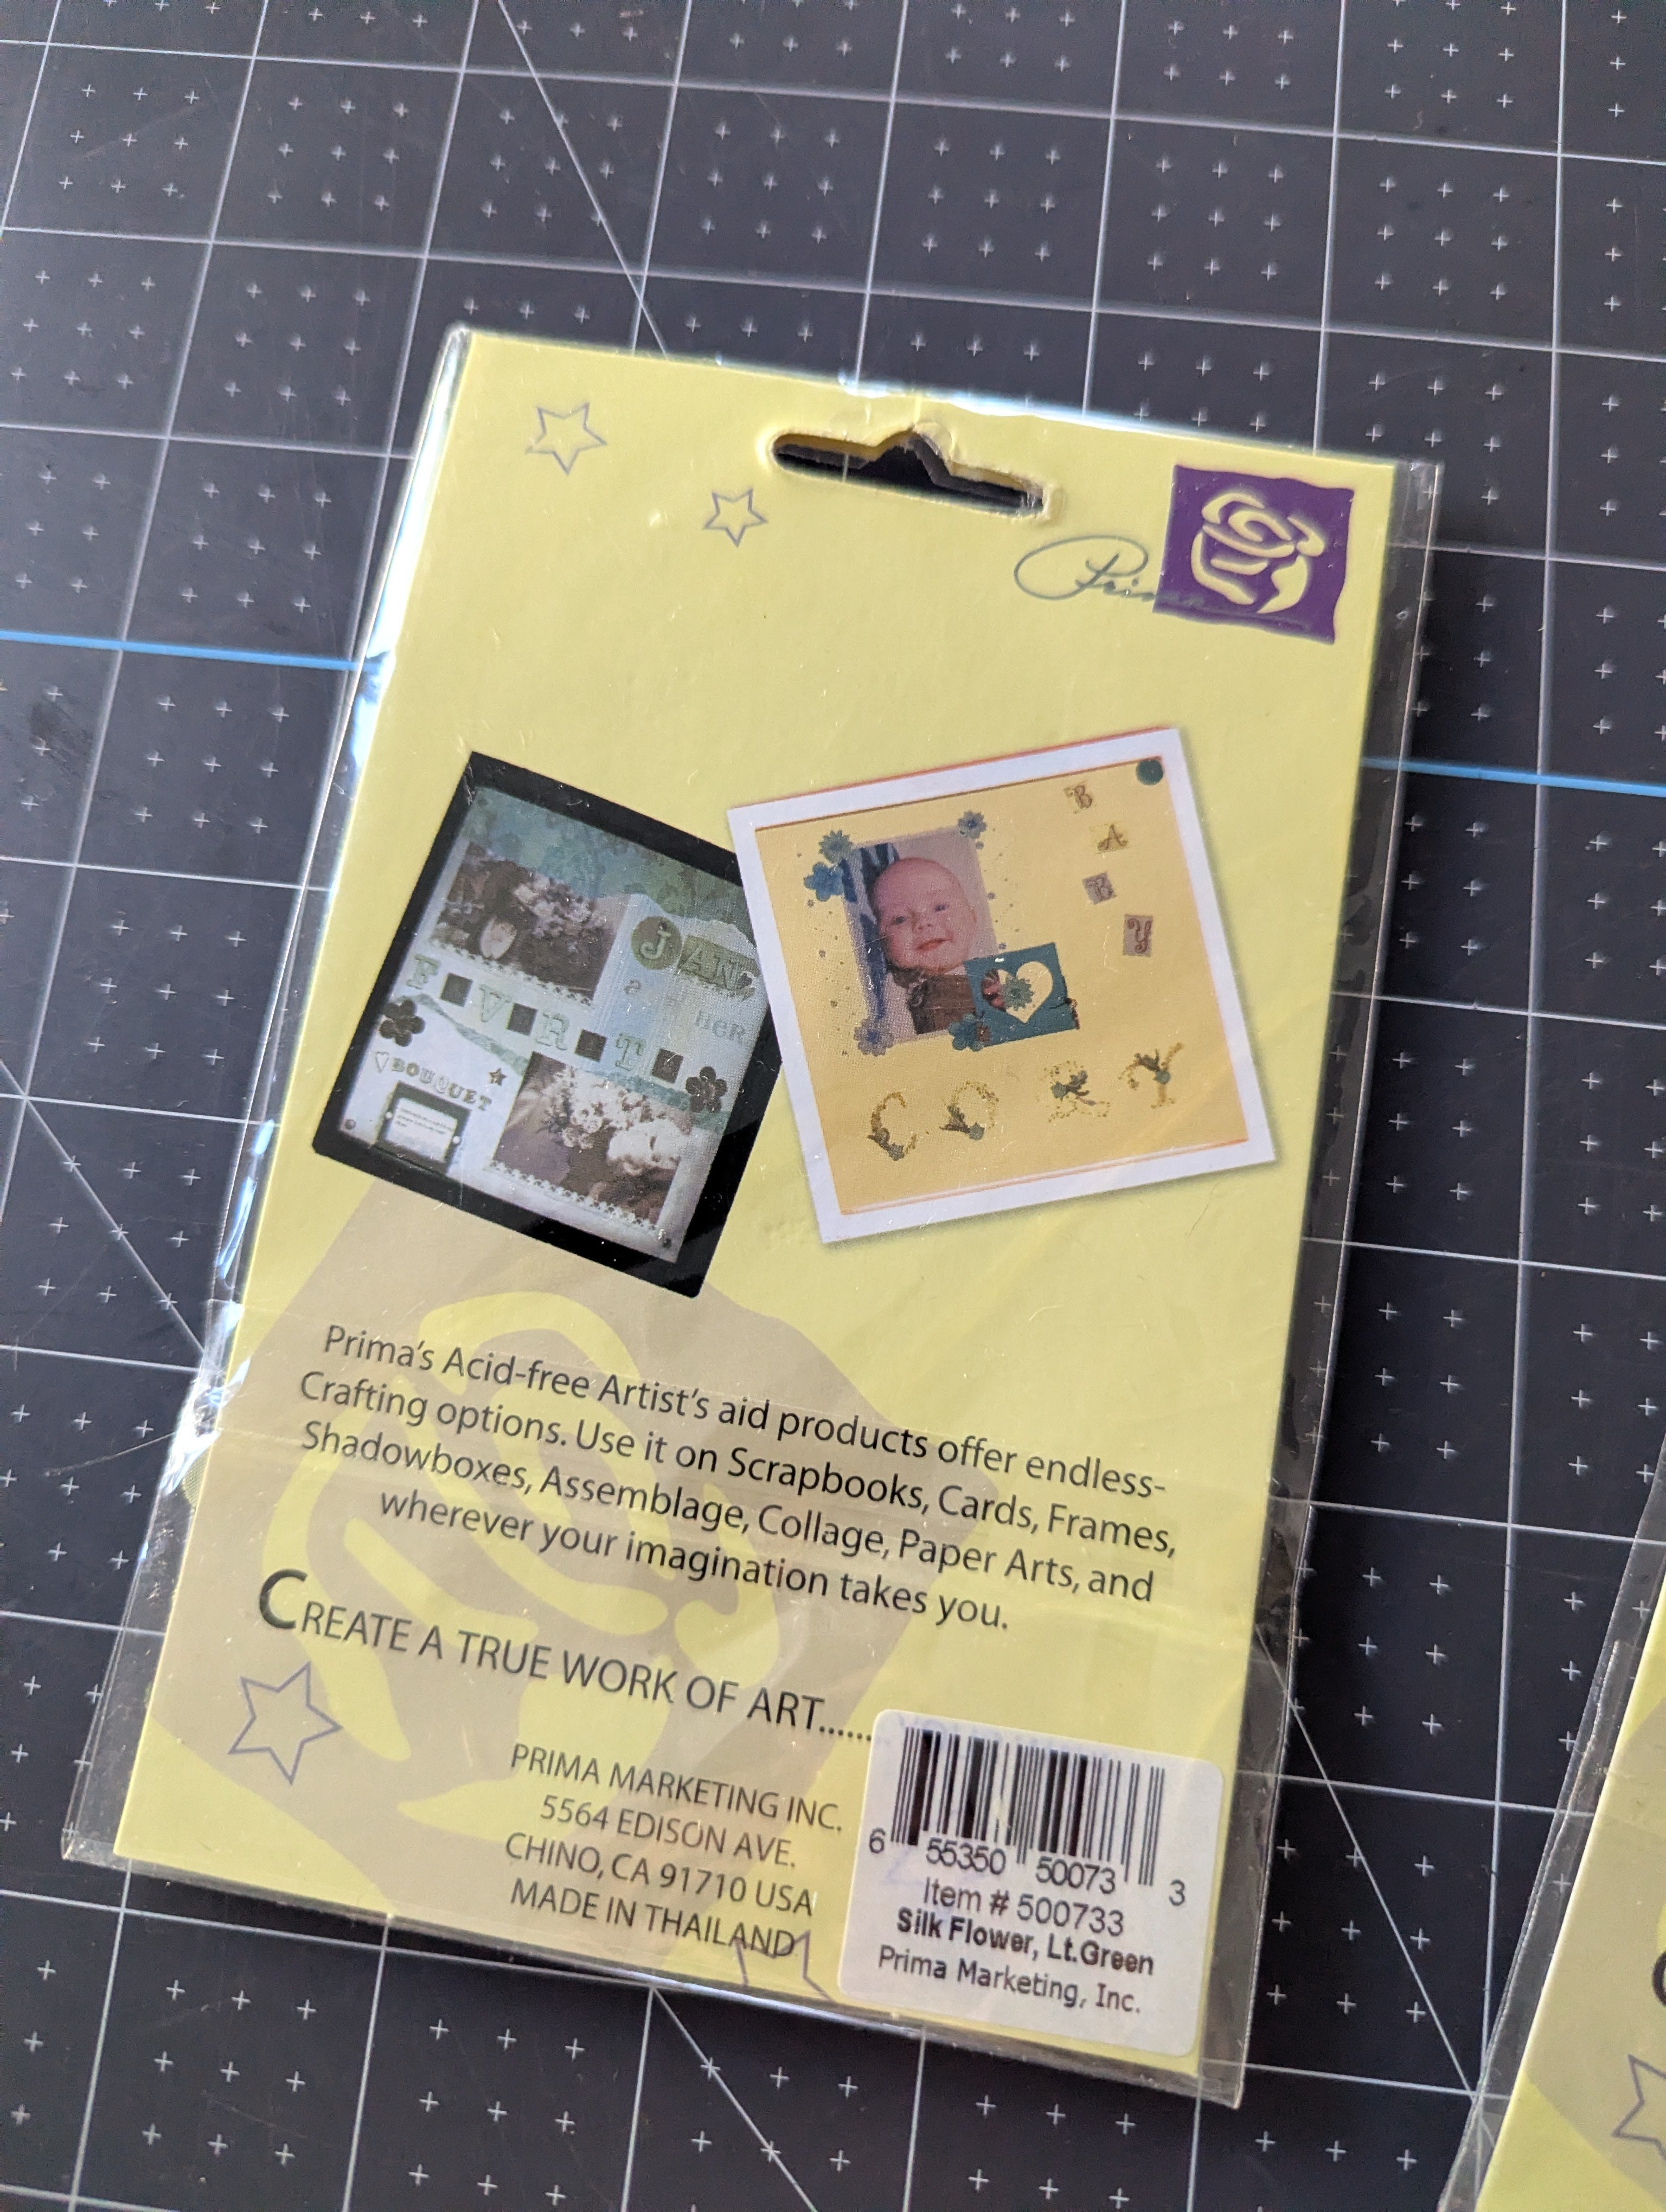 Prima
B
A
B
Y
JAN
a
HER
F V R T
BOUQUET
CORY
Prima's Acid-free Artist's aid products offer endless-
Crafting options. Use it on Scrapbooks, Cards, Frames,
Shadowboxes, Assemblage, Collage, Paper Arts, and
wherever your imagination takes you.
CREATE A TRUE WORK OF ART......
PRIMA MARKETING INC.
5564 EDISON AVE.
CHINO, CA 91710 USA
MADE IN THAILAND
6 55350 50073 3
Item # 500733
Silk Flower, Lt.Green
Prima Marketing, Inc.